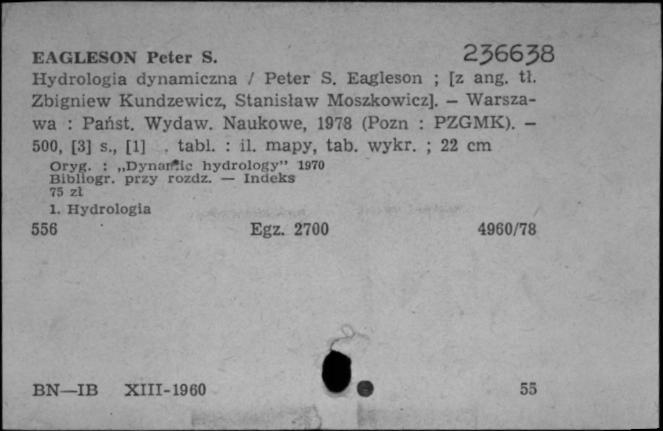 EAGLESON Peter S. 236638
Hydrologia dynamiczna / Peter S. Eagleson ; [z ang. tł.
Zbigniew Kundzewicz, Stanisław Moszkowicz]. — Warsza-
wa : Państ. Wydaw. Naukowe, 1978 (Pozn : PZGMK). —
500, [3] s., [1] . tabl. : il. mapy, tab. wykr. ; 22 cm
Oryg. : „Dynamic hydrology" 1970
Bibliogr. przy rozdz. — Indeks
75 zl
1. Hydrologia
556 Egz. 2700 4960/78
BN—IB XIII-1960 55